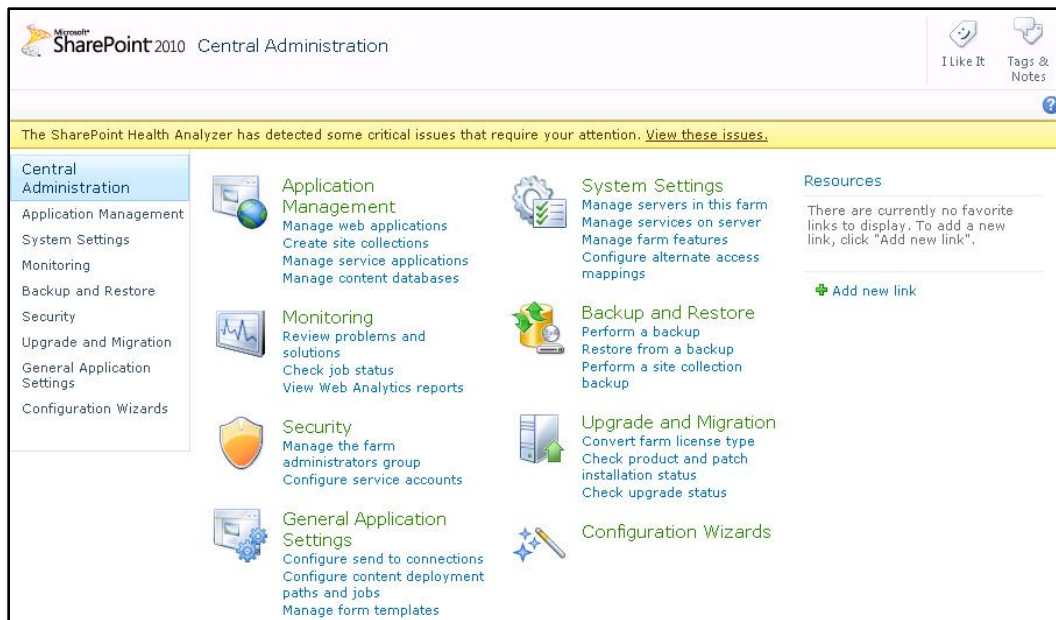 Microsoft
SharePoint 2010 Central Administration
I Like It
Tags &
Notes
The SharePoint Health Analyzer has detected some critical issues that require your attention. View these issues.
Central
Administration
Application Management
System Settings
Monitoring
Backup and Restore
Security
Upgrade and Migration
General Application
Settings
Configuration Wizards
Application
Management
Manage web applications
Create site collections
Manage service applications
Manage content databases
Monitoring
Review problems and
solutions
Check job status
View Web Analytics reports
Security
Manage the farm
administrators group
Configure service accounts
General Application
Settings
Configure send to connections
Configure content deployment
paths and jobs
Manage form templates
System Settings
Manage servers in this farm
Manage services on server
Manage farm features
Configure alternate access
mappings
Backup and Restore
Perform a backup
Restore from a backup
Perform a site collection
backup
Upgrade and Migration
Convert farm license type
Check product and patch
installation status
Check upgrade status
Configuration Wizards
Resources
There are currently no favorite
links to display. To add a new
link, click "Add new link".
Add new link